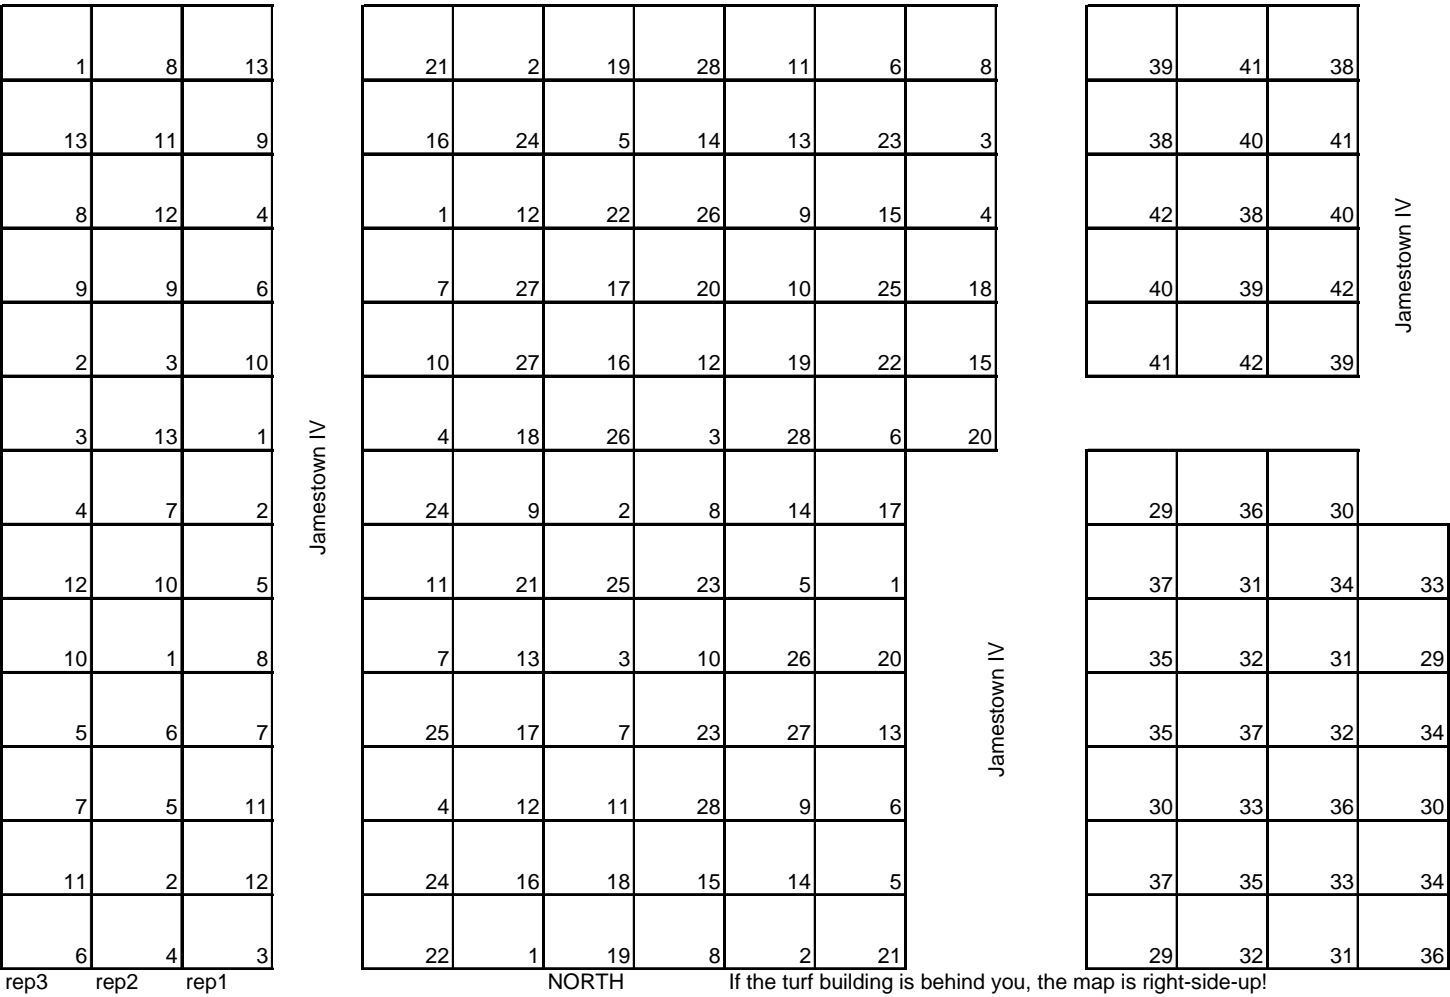 1 8 13 21 2 19 28 11 6 8 39 41 38
13 11 9 16 24 5 14 13 23 3 38 40 41
8 12 4 1 12 22 26 9 15 4 42 38 40
Jamestown IV
9 9 6 7 27 17 20 10 25 18 40 39 42
2 3 10 10 27 16 12 19 22 15 41 42 39
3 13 1 4 18 26 3 28 6 20
Jamestown IV
4 7 2 24 9 2 8 14 17 29 36 30
12 10 5 11 21 25 23 5 1 37 31 34 33
10 1 8 7 13 3 10 26 20 35 32 31 29
Jamestown IV
5 6 7 25 17 7 23 27 13 35 37 32 34
7 5 11 4 12 11 28 9 6 30 33 36 30
11 2 12 24 16 18 15 14 5 37 35 33 34
6 4 3 22 1 19 8 2 21 29 32 31 36
rep3 rep2 rep1 NORTH If the turf building is behind you, the map is right-side-up!